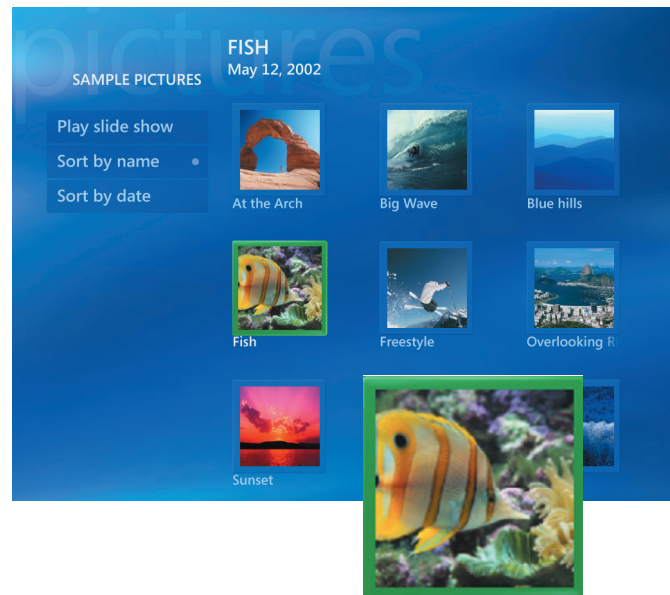 pictures
FISH
May 12, 2002
SAMPLE PICTURES
Play slide show
Sort by name
Sort by date
At the Arch
Big Wave
Blue hills
Fish
Freestyle
Overlooking
Sunset